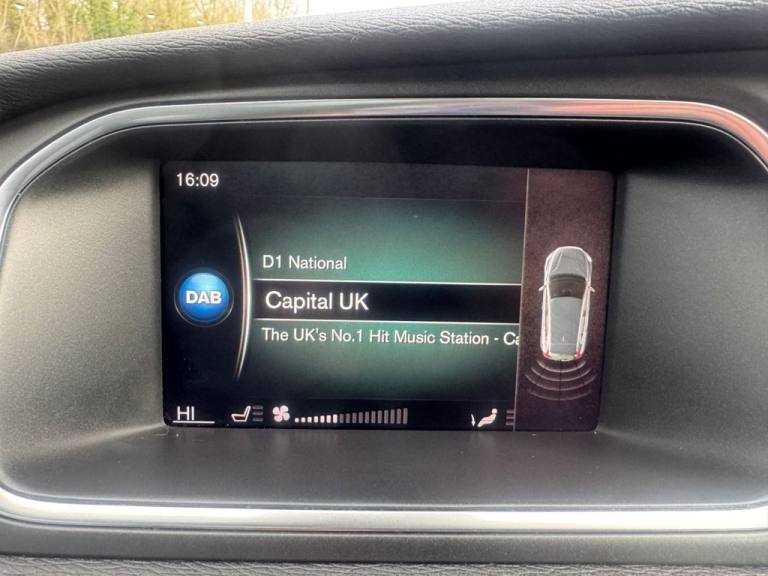 16:09
D1 National
DAB
Capital UK
The UK's No.1 Hit Music Station - Ca
HI